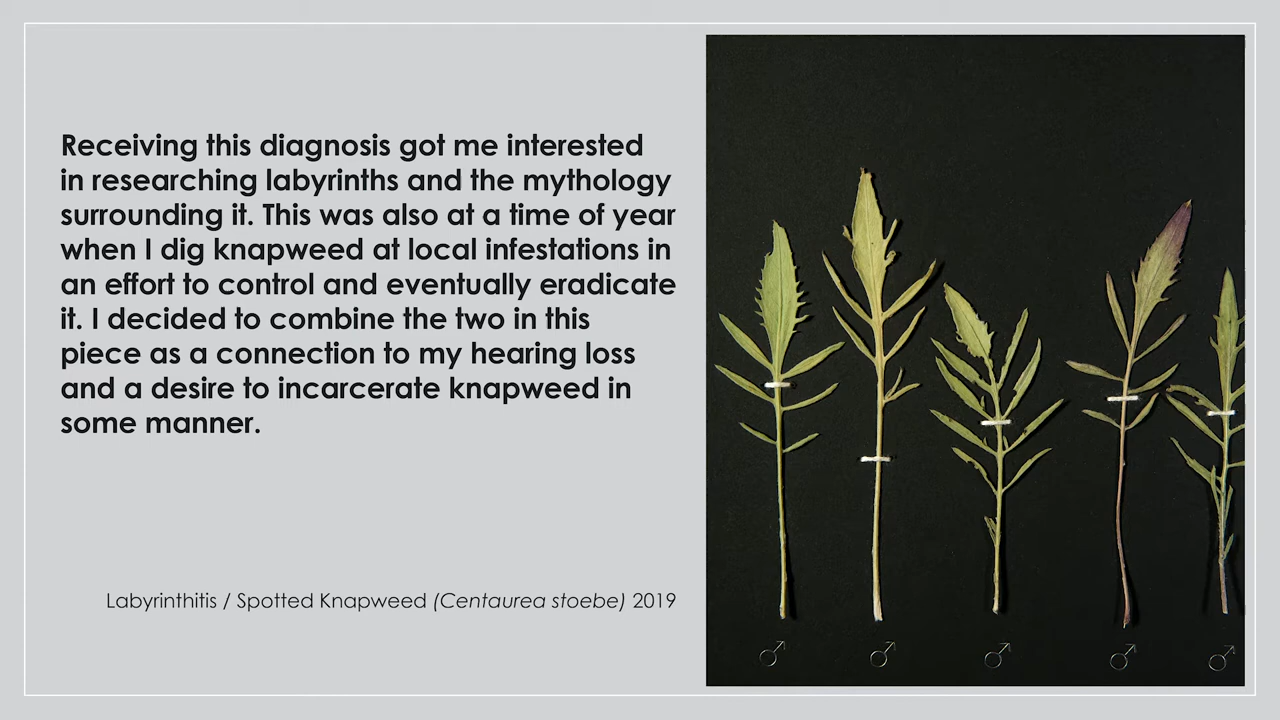 Receiving this diagnosis got me interested
in researching labyrinths and the mythology
surrounding it. This was also at a time of year
when I dig knapweed at local infestations in
an effort to control and eventually eradicate
it. I decided to combine the two in this
piece as a connection to my hearing loss
and a desire to incarcerate knapweed in
some manner.
Labyrinthitis / Spotted Knapweed (Centaurea stoebe) 2019
♂ ♂ ♂ ♂ ♂